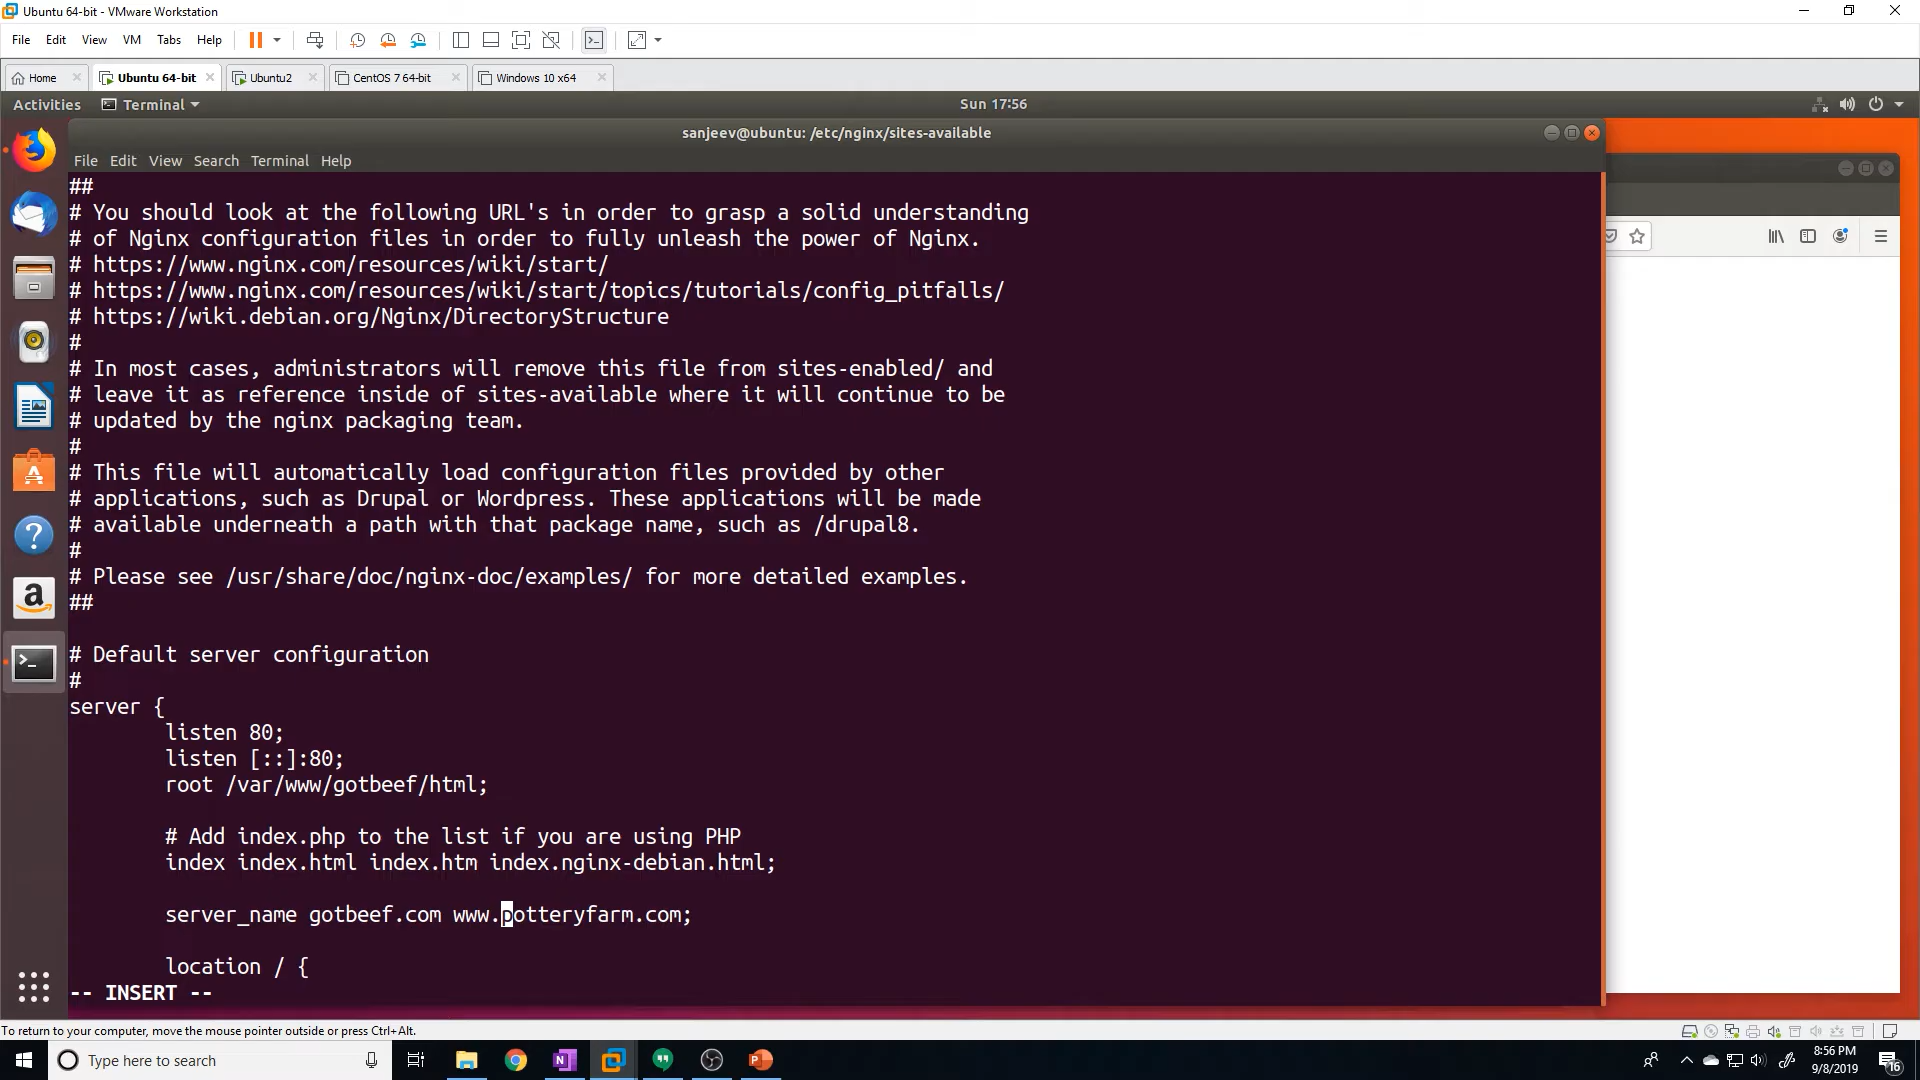 Ubuntu 64-bit - VMware Workstation
File Edit View VM Tabs Help
Home Ubuntu 64-bit Ubuntu2 CentOS 7 64-bit Windows 10 x64
Activities Terminal Sun 17:56
sanjeev@ubuntu: /etc/nginx/sites-available
File Edit View Search Terminal Help
##
# You should look at the following URL's in order to grasp a solid understanding
# of Nginx configuration files in order to fully unleash the power of Nginx.
# https://www.nginx.com/resources/wiki/start/
# https://www.nginx.com/resources/wiki/start/topics/tutorials/config_pitfalls/
# https://wiki.debian.org/Nginx/DirectoryStructure
#
# In most cases, administrators will remove this file from sites-enabled/ and
# leave it as reference inside of sites-available where it will continue to be
# updated by the nginx packaging team.
#
# This file will automatically load configuration files provided by other
# applications, such as Drupal or Wordpress. These applications will be made
# available underneath a path with that package name, such as /drupal8.
#
# Please see /usr/share/doc/nginx-doc/examples/ for more detailed examples.
##
# Default server configuration
#
server {
listen 80;
listen [::]:80;
root /var/www/gotbeef/html;
# Add index.php to the list if you are using PHP
index index.html index.htm index.nginx-debian.html;
server_name gotbeef.com www.potteryfarm.com;
location / {
-- INSERT --
To return to your computer, move the mouse pointer outside or press Ctrl+Alt.
Type here to search
8:56 PM
9/8/2019
16